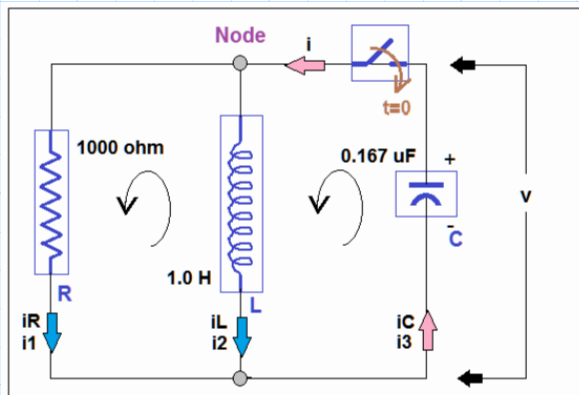 Node
i
t=0
1000 ohm
0.167 uF
+
v
-
C
1.0 H
R
L
iR
i1
iL
i2
iC
i3